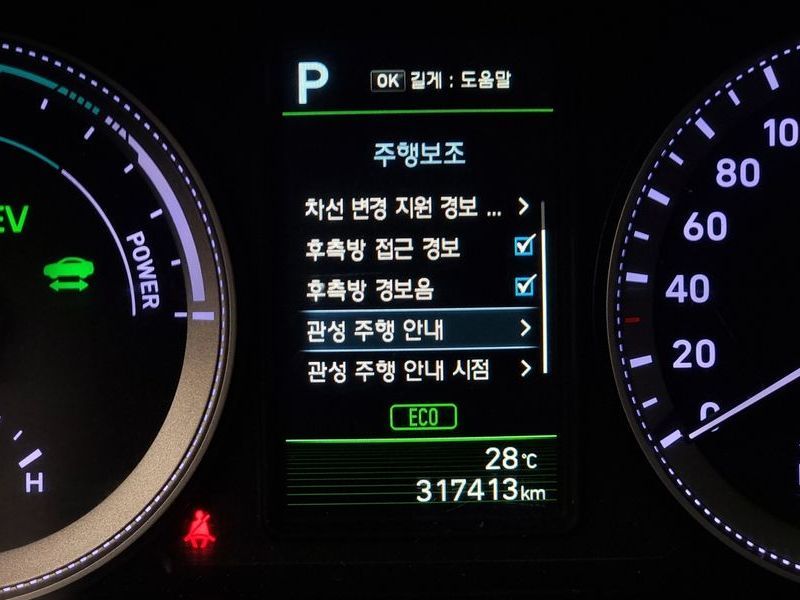 P
OK 길게 : 도움말
주행보조
차선 변경 지원 경보 ...
후측방 접근 경보
후측방 경보음
관성 주행 안내
관성 주행 안내 시점
ECO
28℃
317413km
EV
POWER
H
10
80
60
40
20
0